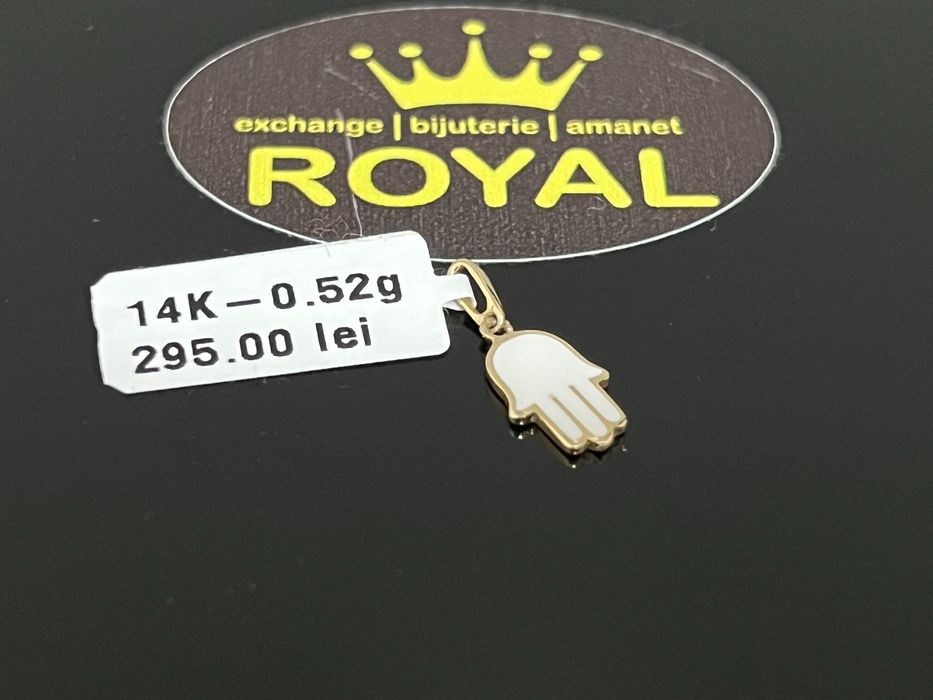 exchange | bijuterie | amanet
ROYAL
14K – 0.52g
295.00 lei